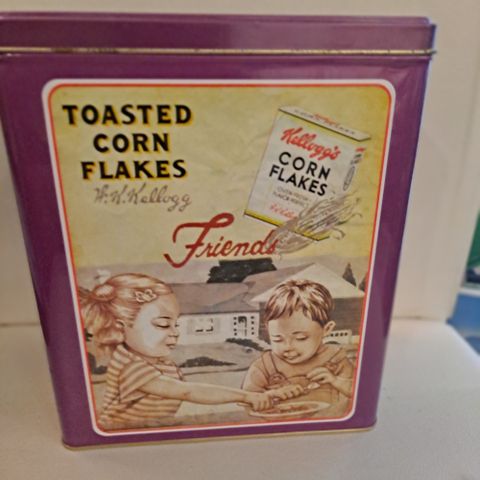 TOASTED
CORN
FLAKES
W.K.Kellogg
Kellogg's
CORN
FLAKES
Friends